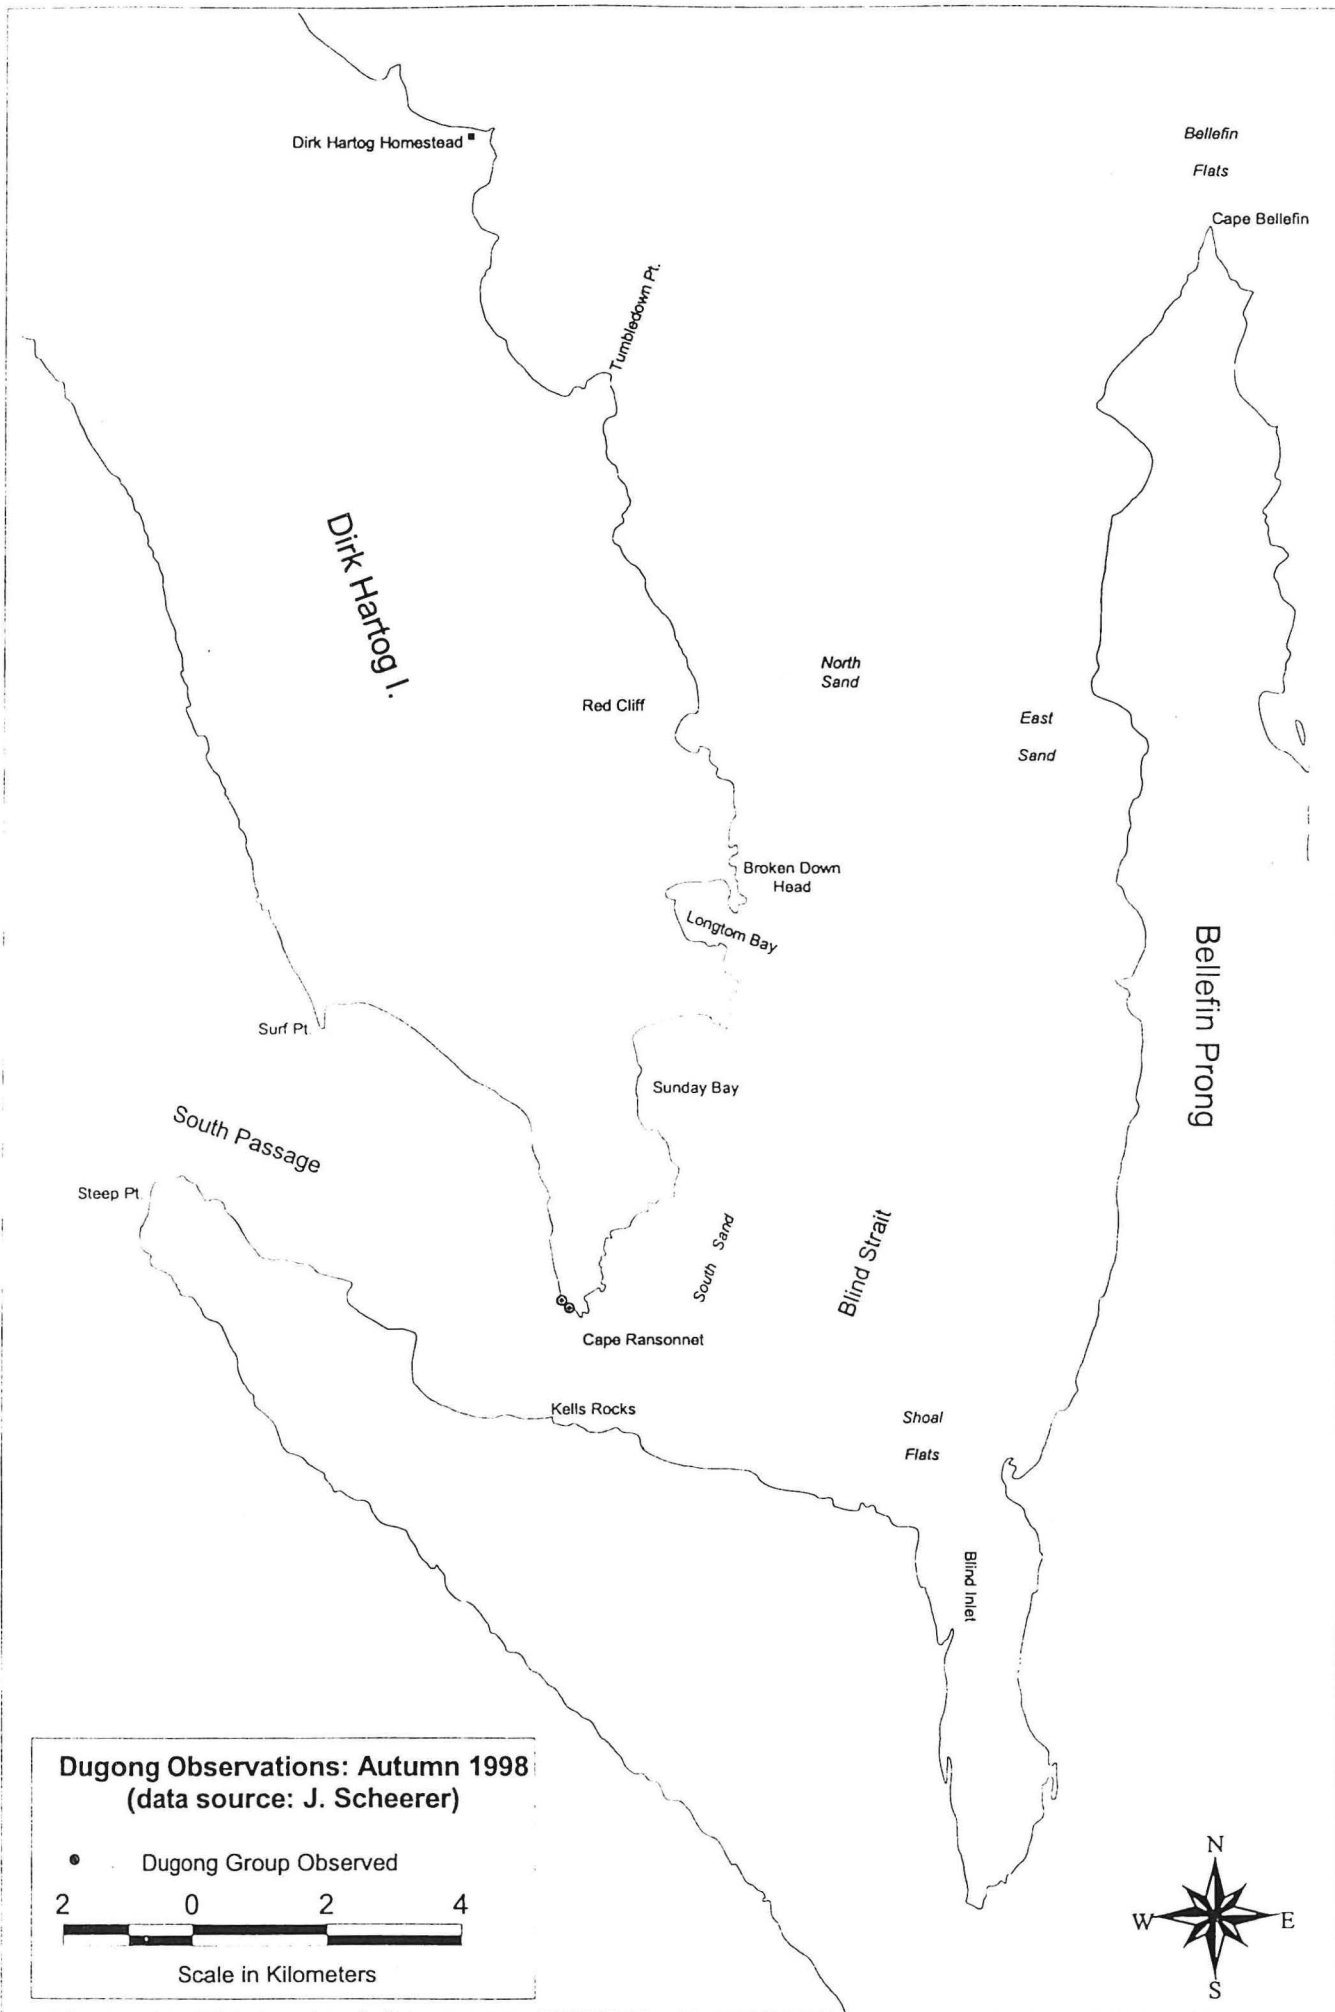 Dirk Hartog Homestead
Bellefin
Flats
Cape Bellefin
Tumbledown Pt.
Dirk Hartog I.
North
Sand
Red Cliff
East
Sand
Broken Down
Head
Longtom Bay
Bellefin Prong
Surf Pt.
Sunday Bay
South Passage
Steep Pt.
South Sand
Blind Strait
Cape Ransonnet
Kells Rocks
Shoal
Flats
Blind Inlet
Dugong Observations: Autumn 1998
(data source: J. Scheerer)
Dugong Group Observed
2 0 2 4
Scale in Kilometers
N
W E
S